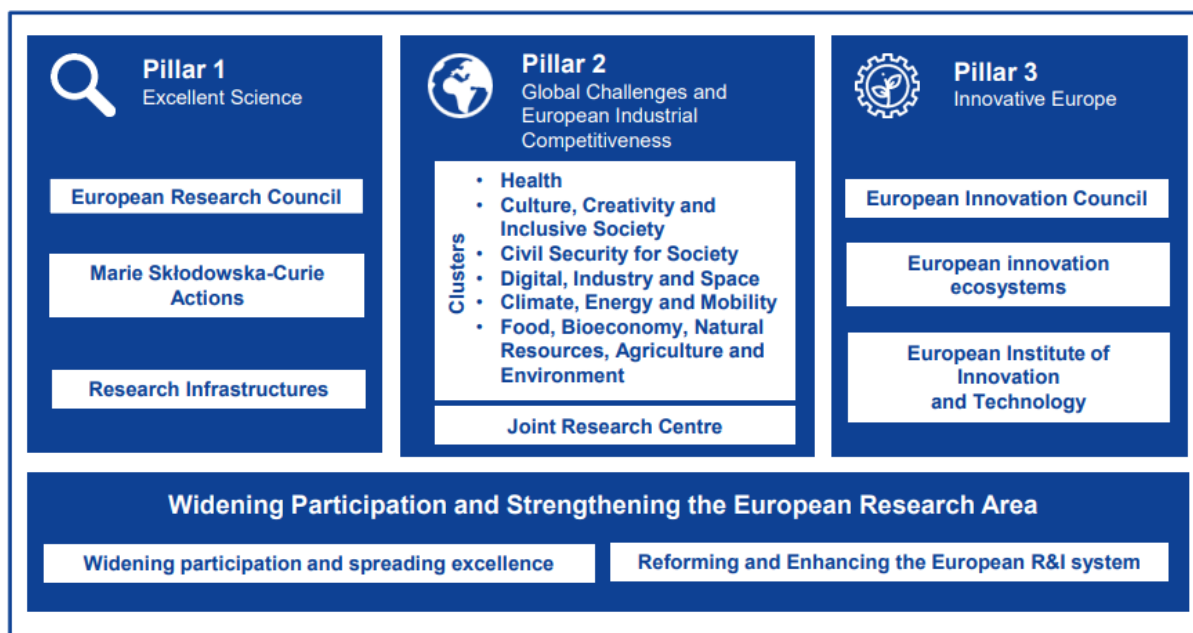 Pillar 1
Excellent Science
European Research Council
Marie Skłodowska-Curie
Actions
Research Infrastructures
Pillar 2
Global Challenges and
European Industrial
Competitiveness
Clusters
• Health
• Culture, Creativity and
Inclusive Society
• Civil Security for Society
• Digital, Industry and Space
• Climate, Energy and Mobility
• Food, Bioeconomy, Natural
Resources, Agriculture and
Environment
Joint Research Centre
Pillar 3
Innovative Europe
European Innovation Council
European innovation
ecosystems
European Institute of
Innovation
and Technology
Widening Participation and Strengthening the European Research Area
Widening participation and spreading excellence
Reforming and Enhancing the European R&I system